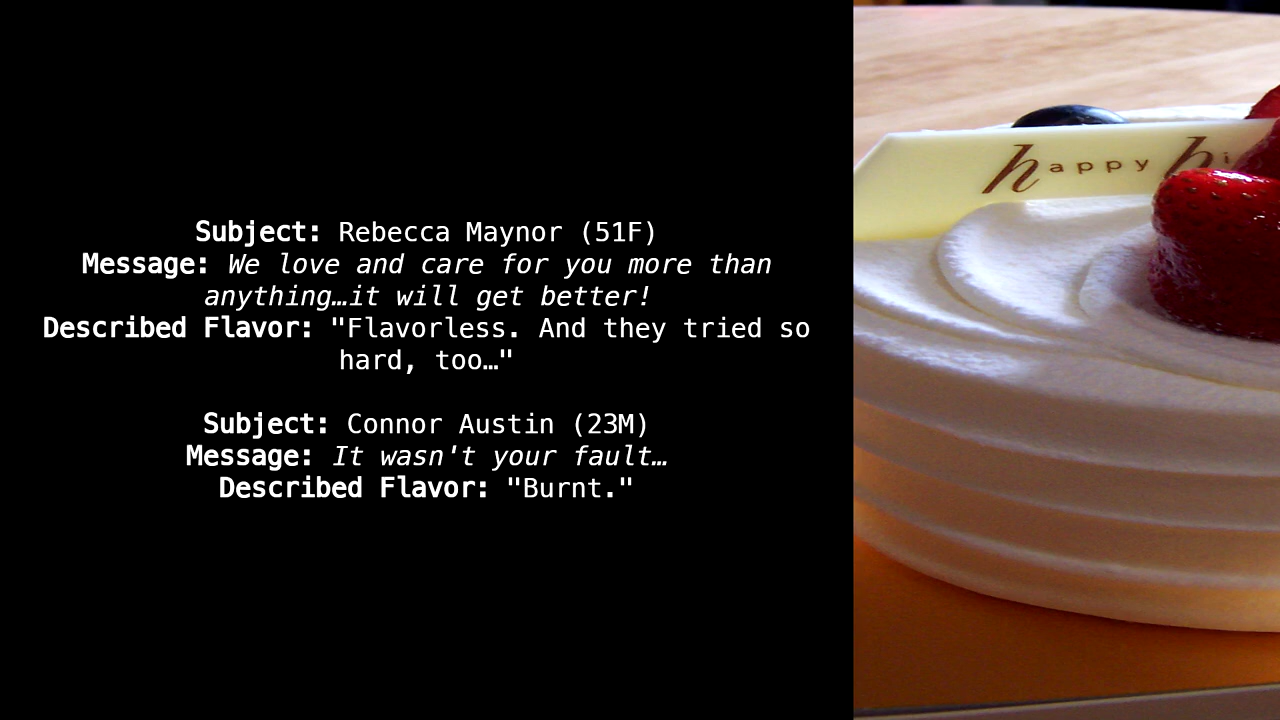 Subject: Rebecca Maynor (51F)
Message: We love and care for you more than
anything…it will get better!
Described Flavor: "Flavorless. And they tried so
hard, too…"
Subject: Connor Austin (23M)
Message: It wasn't your fault…
Described Flavor: "Burnt."
happy bi